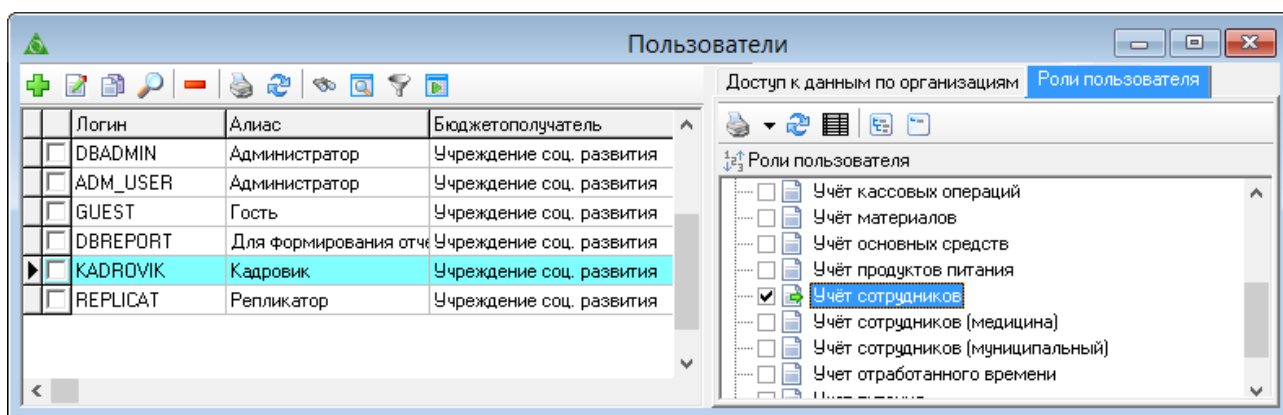 Пользователи
Доступ к данным по организациям Роли пользователя
Логин Алиас Бюджетополучатель
DBADMIN Администратор Учреждение соц. развития
ADM_USER Администратор Учреждение соц. развития
GUEST Гость Учреждение соц. развития
DBREPORT Для формирования отче Учреждение соц. развития
KADROVIK Кадровик Учреждение соц. развития
REPLICAT Репликатор Учреждение соц. развития
Роли пользователя
Учёт кассовых операций
Учёт материалов
Учёт основных средств
Учёт продуктов питания
Учёт сотрудников
Учёт сотрудников (медицина)
Учёт сотрудников (муниципальный)
Учет отработанного времени